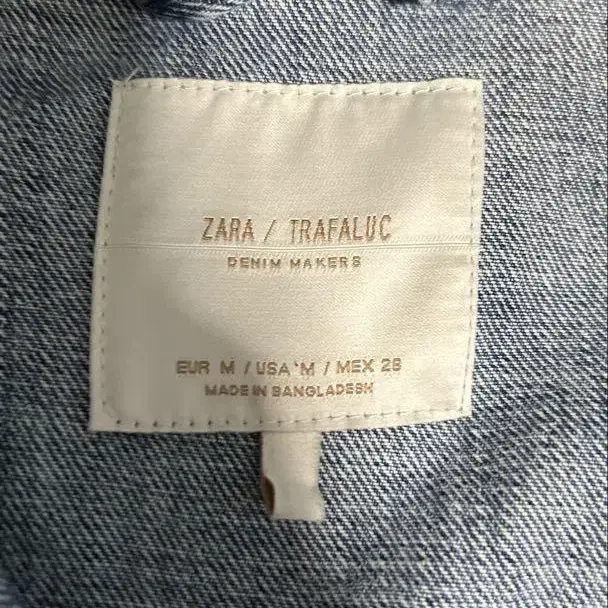 ZARA / TRAFALUC
DENIM MAKERS
EUR M / USA M / MEX 28
MADE IN BANGLADESH